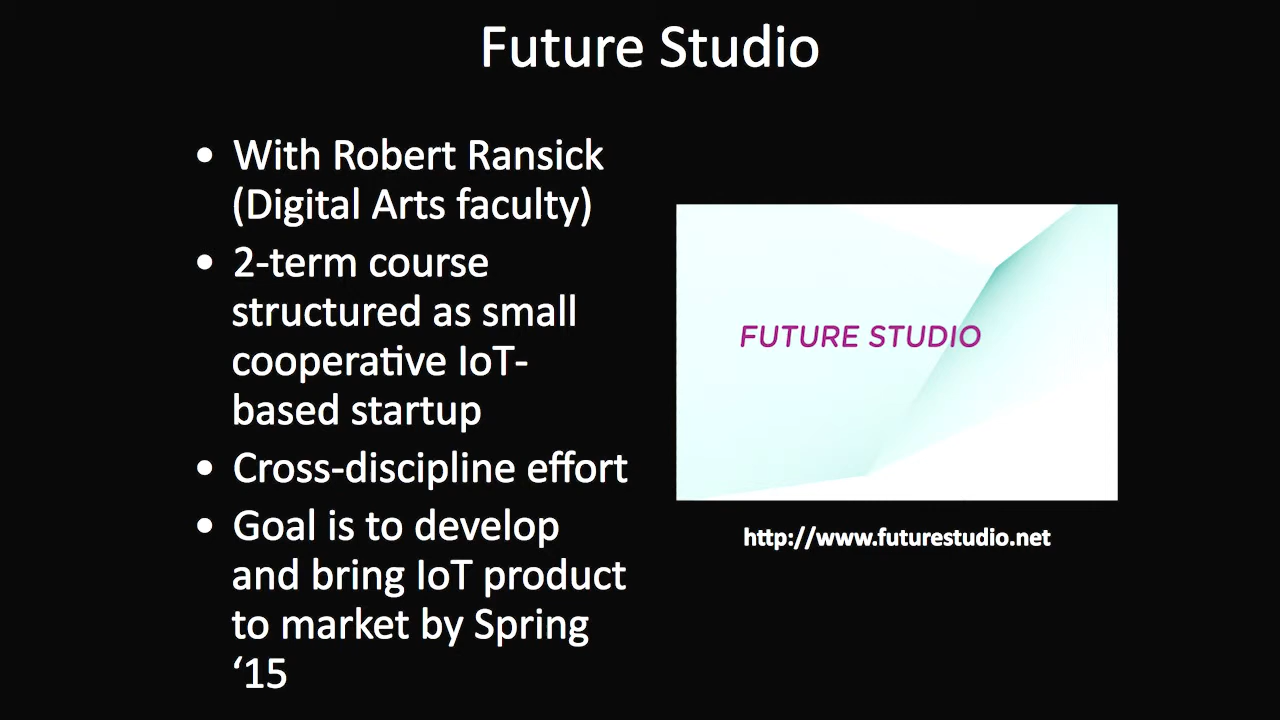 Future Studio
• With Robert Ransick
(Digital Arts faculty)
• 2-term course
structured as small
cooperative IoT-
based startup
• Cross-discipline effort
• Goal is to develop
and bring IoT product
to market by Spring
‘15
FUTURE STUDIO
http://www.futurestudio.net